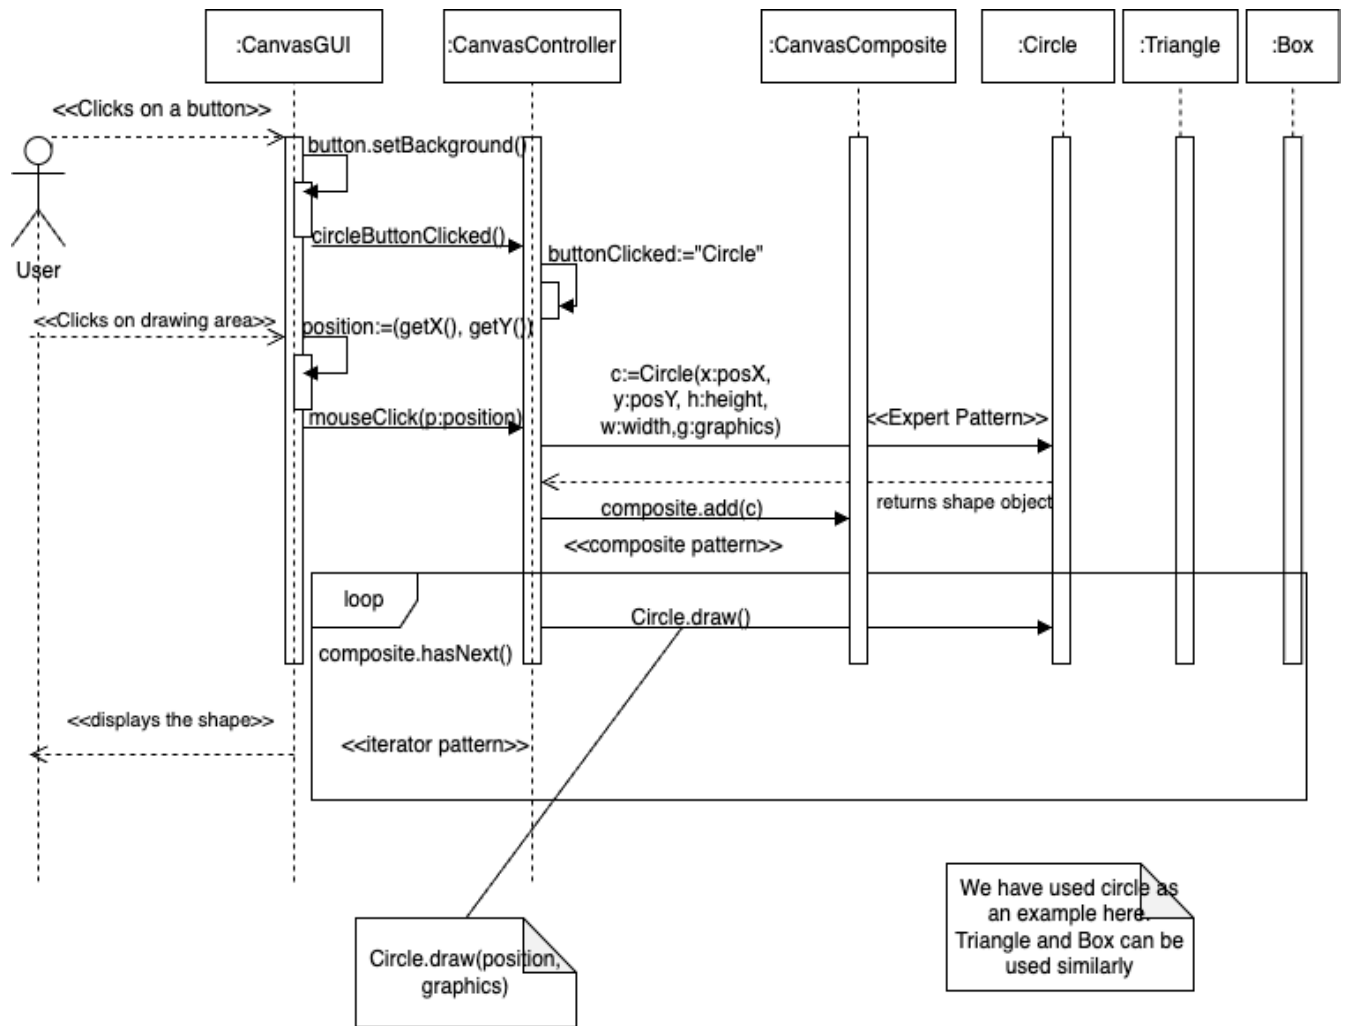 :CanvasGUI
:CanvasController
:CanvasComposite
:Circle
:Triangle
:Box
<<Clicks on a button>>
button.setBackground()
circleButtonClicked()
buttonClicked:="Circle"
User
<<Clicks on drawing area>>
position:=(getX(), getY())
c:=Circle(x:posX,
y:posY, h:height,
w:width,g:graphics)
<<Expert Pattern>>
mouseClick(p:position)
returns shape object
composite.add(c)
<<composite pattern>>
loop
Circle.draw()
composite.hasNext()
<<displays the shape>>
<<iterator pattern>>
We have used circle as
an example here.
Triangle and Box can be
used similarly
Circle.draw(position,
graphics)